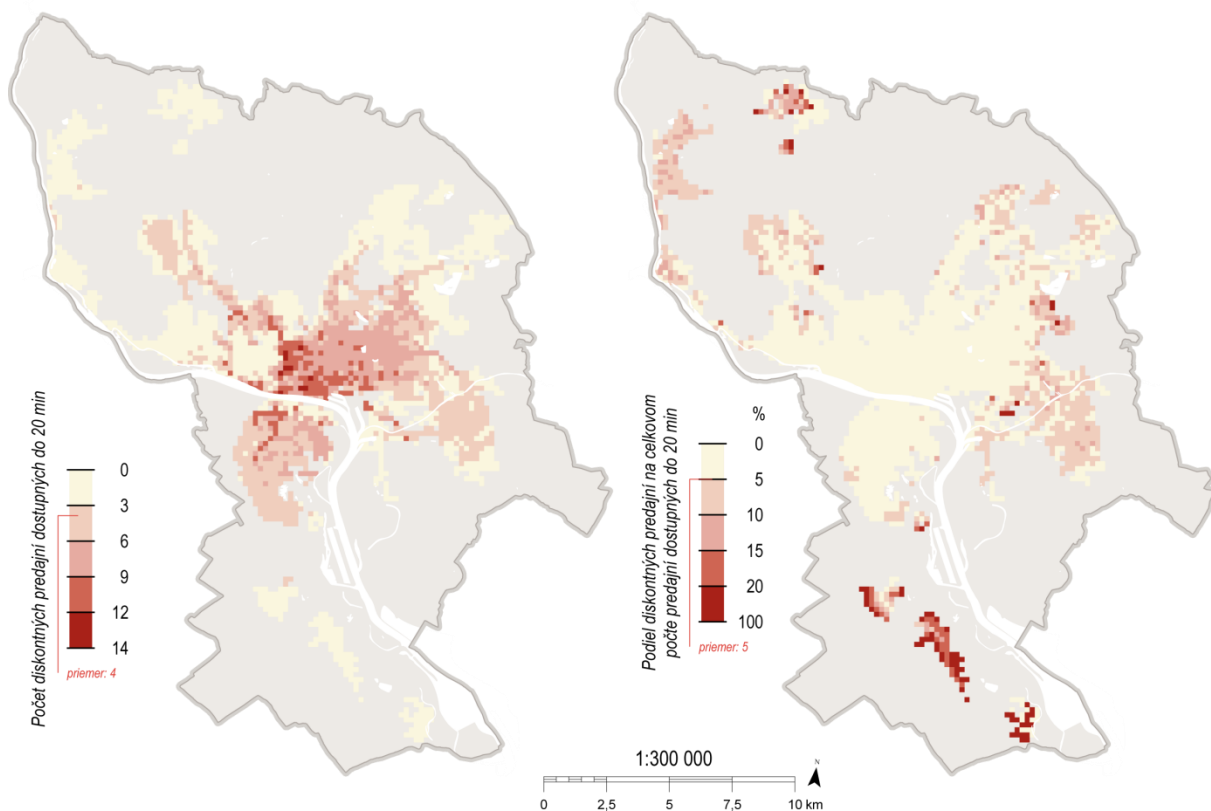 Počet diskontných predajní dostupných do 20 min
0
3
6
9
12
14
priemer: 4
Podiel diskontných predajní na celkovom
počte predajní dostupných do 20 min
%
0
5
10
15
20
100
priemer: 5
1:300 000
N
0 2,5 5 7,5 10 km